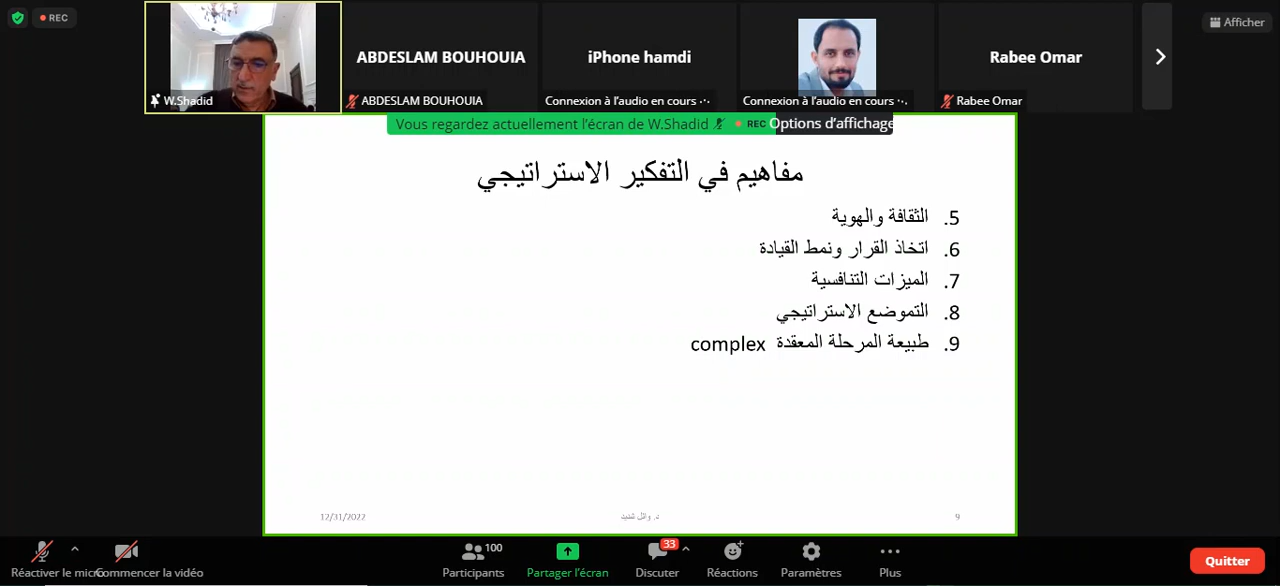 REC
Afficher
ABDESLAM BOUHOUIA
iPhone hamdi
Rabee Omar
W.Shadid
ABDESLAM BOUHOUIA
Connexion à l'audio en cours ···
Connexion à l'audio en cours ···
Rabee Omar
Vous regardez actuellement l'écran de W.Shadid REC Options d'affichage
مفاهيم في التفكير الاستراتيجي
5. الثقافة والهوية
6. اتخاذ القرار ونمط القيادة
7. الميزات التنافسية
8. التموضع الاستراتيجي
9. طبيعة المرحلة المعقدة complex
12/31/2022
د. وائل شديد
9
100
33
Réactiver le micro
Commencer la vidéo
Participants
Partager l'écran
Discuter
Réactions
Paramètres
Plus
Quitter